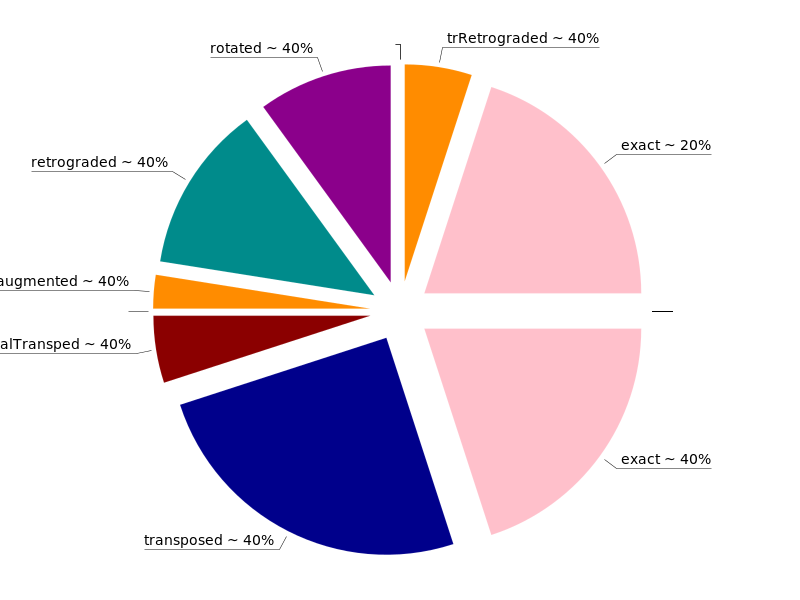 trRetrograded ~ 40%
rotated ~ 40%
exact ~ 20%
retrograded ~ 40%
augmented ~ 40%
alTransped ~ 40%
exact ~ 40%
transposed ~ 40%